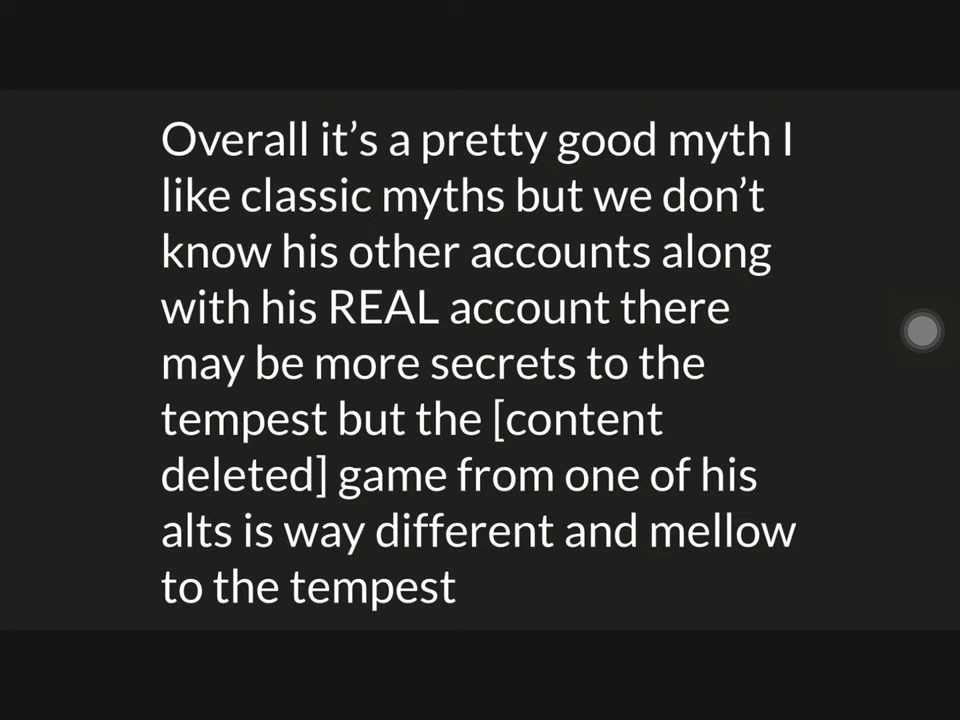 Overall it’s a pretty good myth I
like classic myths but we don’t
know his other accounts along
with his REAL account there
may be more secrets to the
tempest but the [content
deleted] game from one of his
alts is way different and mellow
to the tempest